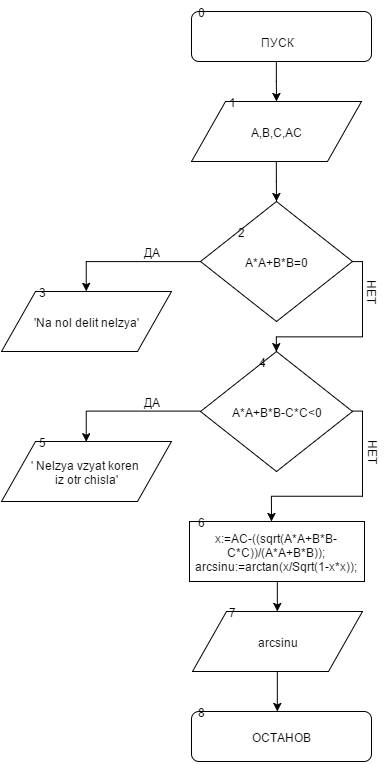 0
ПУСК
1
A,B,C,AC
2
A*A+B*B=0
ДА
НЕТ
3
'Na nol delit nelzya'
4
A*A+B*B-C*C<0
ДА
НЕТ
5
' Nelzya vzyat koren
iz otr chisla'
6
x:=AC-((sqrt(A*A+B*B-
C*C))/(A*A+B*B));
arcsinu:=arctan(x/Sqrt(1-x*x));
7
arcsinu
8
ОСТАНОВ